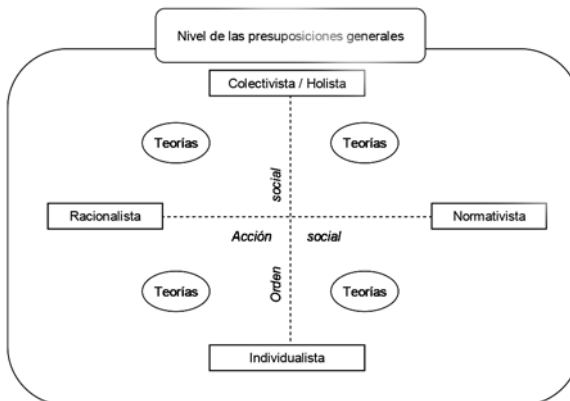 Nivel de las presuposiciones generales
Colectivista / Holista
Teorías
Teorías
social
Racionalista
Normativista
Acción social
Orden
Teorías
Teorías
Individualista